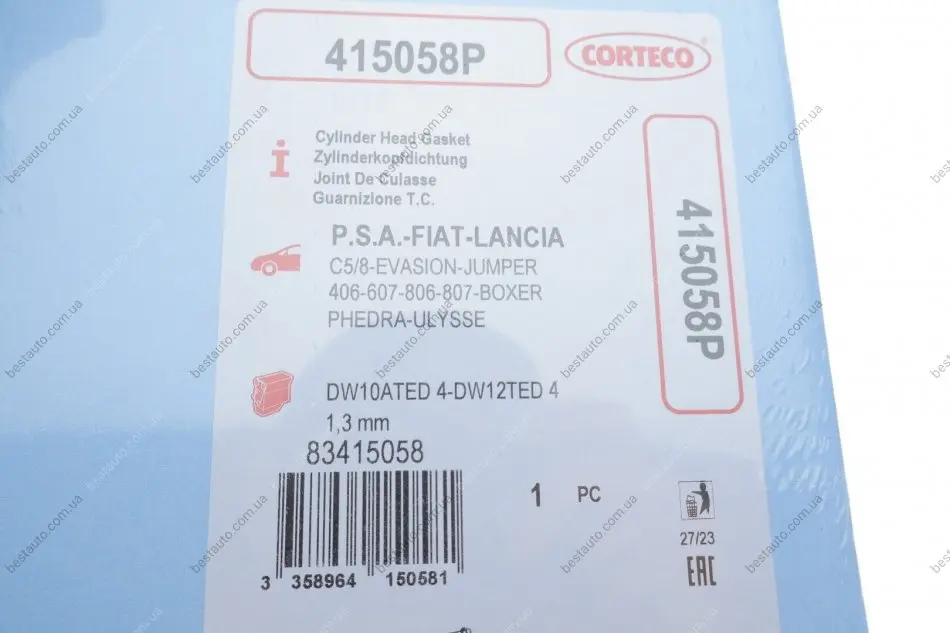 415058P
CORTECO
Cylinder Head Gasket
Zylinderkopfdichtung
Joint De Culasse
Guarnizione T.C.
415058P
P.S.A.-FIAT-LANCIA
C5/8-EVASION-JUMPER
406-607-806-807-BOXER
PHEDRA-ULYSSE
DW10ATED 4-DW12TED 4
1,3 mm
83415058
1 PC
27/23
EAC
3 358964 150581
bestauto.com.ua